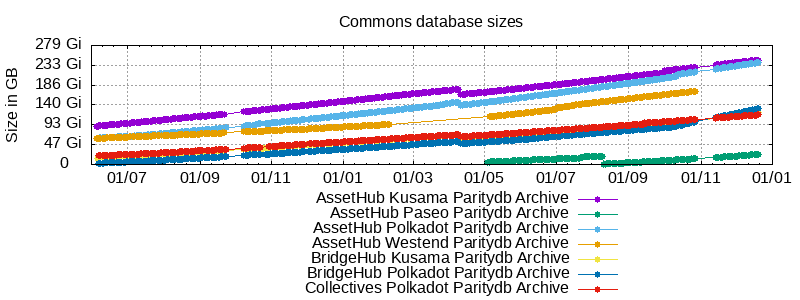 Commons database sizes
279 Gi
233 Gi
186 Gi
140 Gi
93 Gi
47 Gi
0
Size in GB
01/07 01/09 01/11 01/01 01/03 01/05 01/07 01/09 01/11 01/01
AssetHub Kusama Paritydb Archive
AssetHub Paseo Paritydb Archive
AssetHub Polkadot Paritydb Archive
AssetHub Westend Paritydb Archive
BridgeHub Kusama Paritydb Archive
BridgeHub Polkadot Paritydb Archive
Collectives Polkadot Paritydb Archive